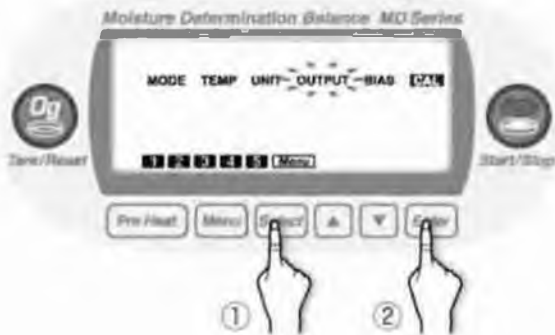 Moisture Determination Balance MD Series
MODE TEMP UNIT OUTPUT BIAS CAL
0g
Tare/Reset
Start/Stop
1 2 3 4 5 Menu
Pre Heat Menu Select ▲ ▼ Enter
① ②